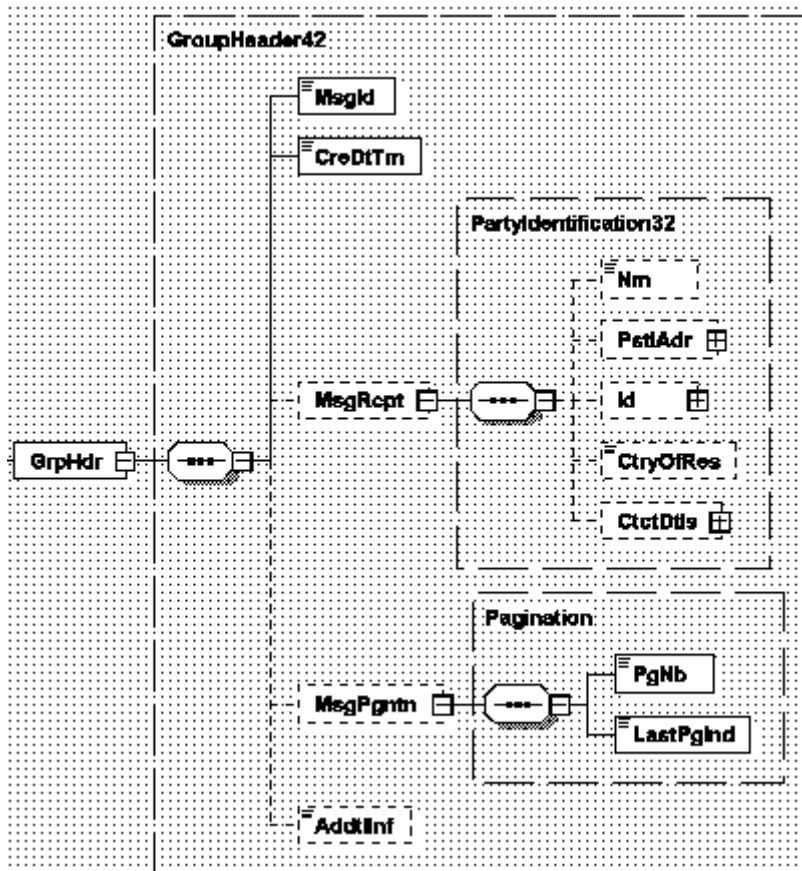 GroupHeader42
MsgId
CreDtTm
PartyIdentification32
Nm
PstlAdr
MsgRcpt
Id
GrpHdr
CtryOfRes
CtctDtls
Pagination
PgNb
MsgPgntn
LastPgInd
AddtlInf